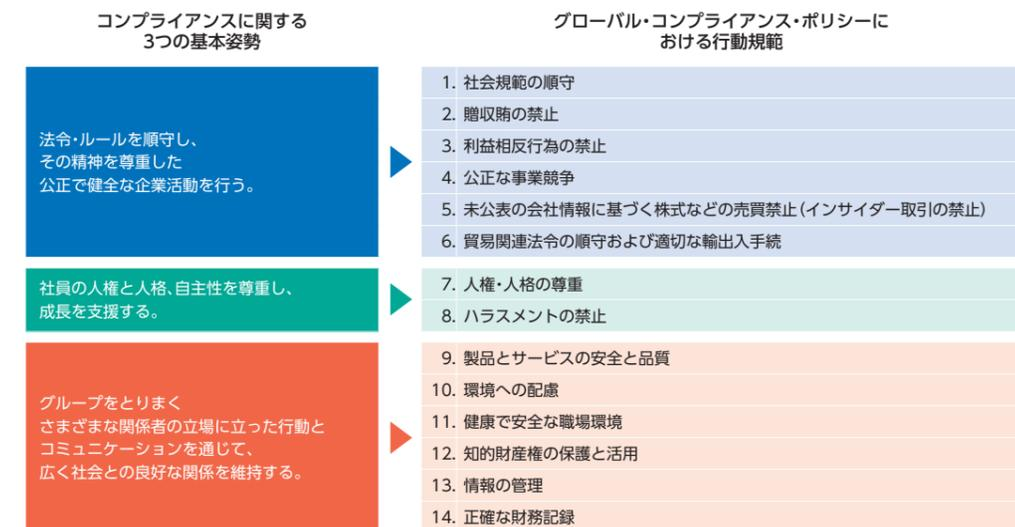 コンプライアンスに関する
3つの基本姿勢
グローバル・コンプライアンス・ポリシーに
おける行動規範
法令・ルールを順守し、
その精神を尊重した
公正で健全な企業活動を行う。
1. 社会規範の順守
2. 贈収賄の禁止
3. 利益相反行為の禁止
4. 公正な事業競争
5. 未公表の会社情報に基づく株式などの売買禁止(インサイダー取引の禁止)
6. 貿易関連法令の順守および適切な輸出入手続
社員の人権と人格、自主性を尊重し、
成長を支援する。
7. 人権・人格の尊重
8. ハラスメントの禁止
グループをとりまく
さまざまな関係者の立場に立った行動と
コミュニケーションを通じて、
広く社会との良好な関係を維持する。
9. 製品とサービスの安全と品質
10. 環境への配慮
11. 健康で安全な職場環境
12. 知的財産権の保護と活用
13. 情報の管理
14. 正確な財務記録